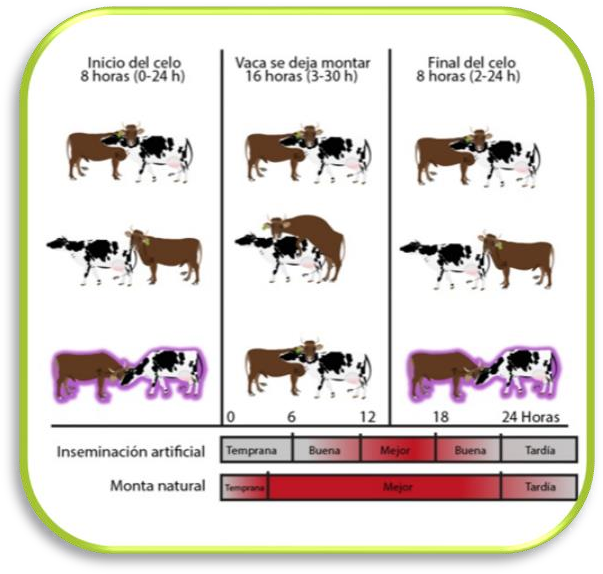 Inicio del celo
8 horas (0-24 h)
Vaca se deja montar
16 horas (3-30 h)
Final del celo
8 horas (2-24 h)
0 6 12 18 24 Horas
Inseminación artificial Temprana Buena Mejor Buena Tardía
Monta natural Temprana Mejor Tardía